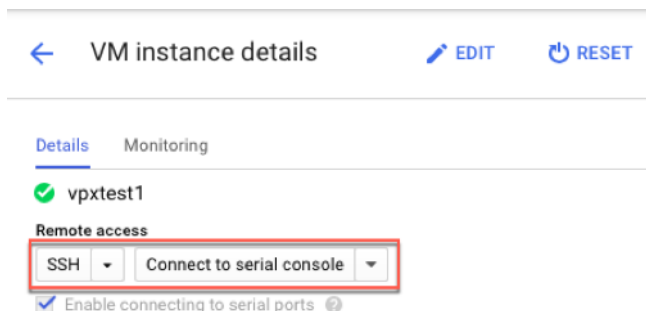 VM instance details EDIT RESET
Details Monitoring
vpxtest1
Remote access
SSH Connect to serial console
Enable connecting to serial ports